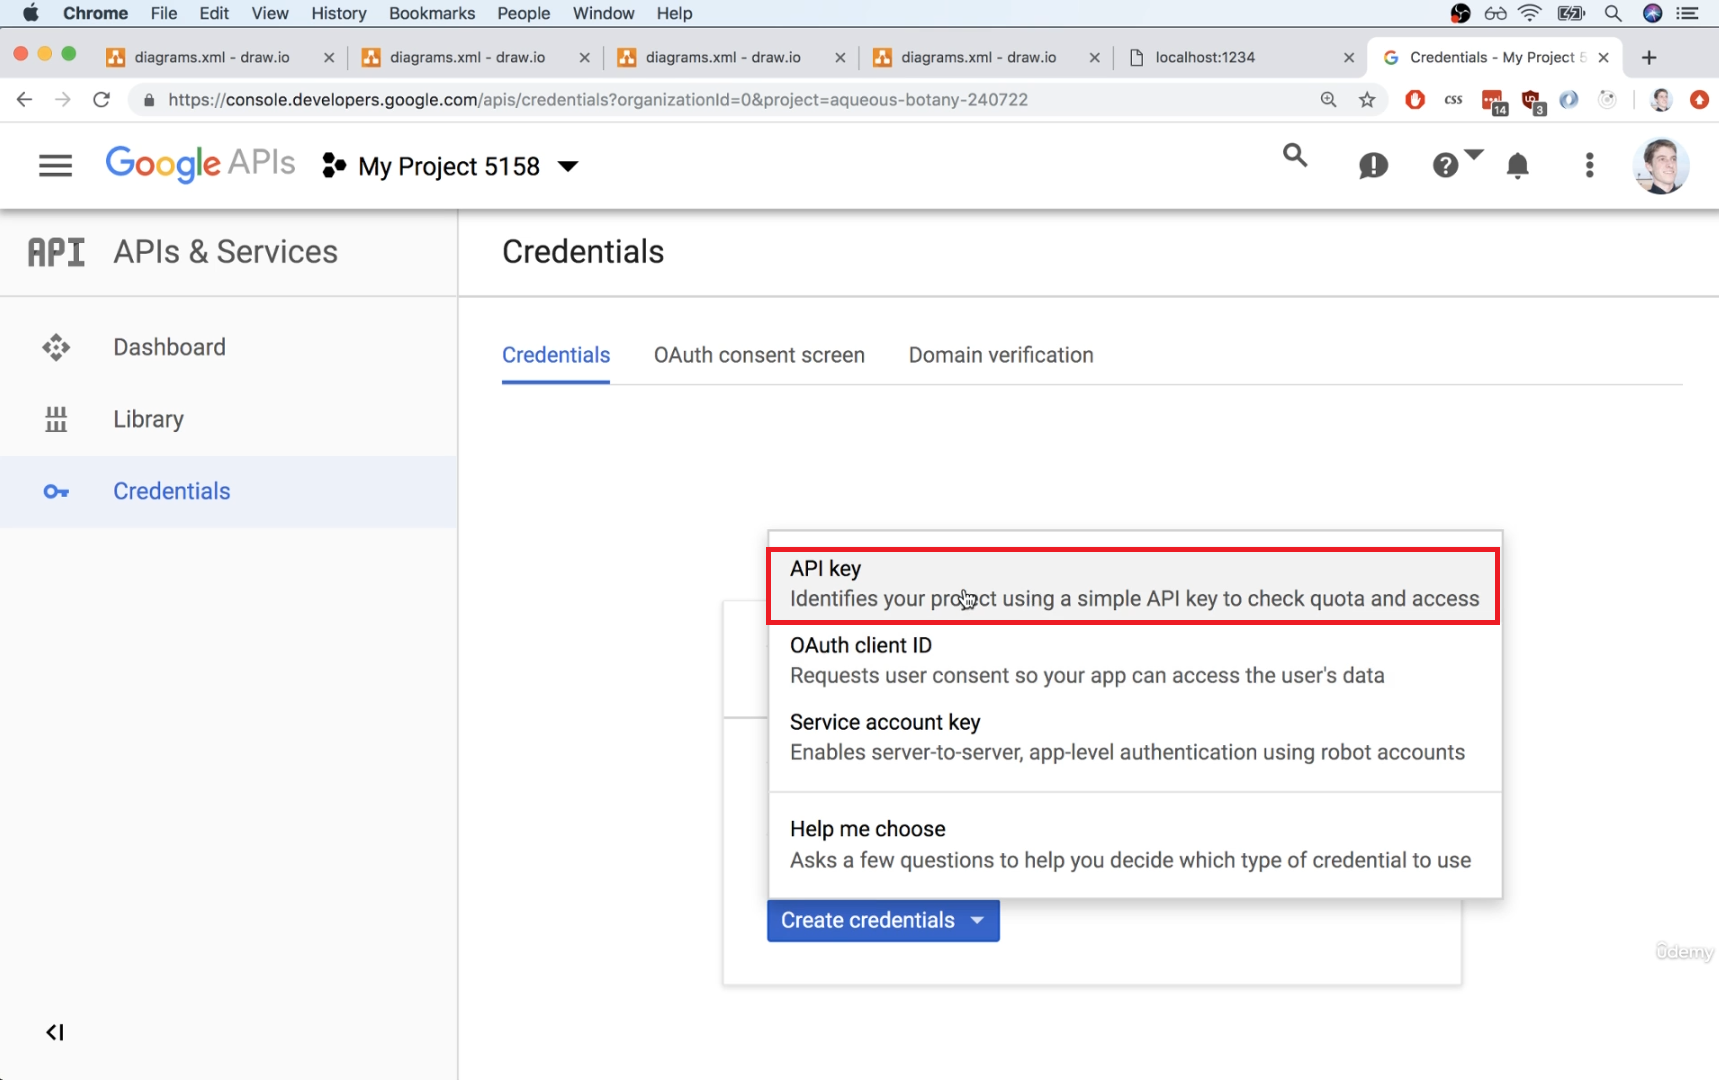 Chrome File Edit View History Bookmarks People Window Help
diagrams.xml - draw.io diagrams.xml - draw.io diagrams.xml - draw.io diagrams.xml - draw.io localhost:1234 Credentials - My Project 5
https://console.developers.google.com/apis/credentials?organizationId=0&project=aqueous-botany-240722 CSS 14 3
Google APIs My Project 5158
API APIs & Services
Credentials
Dashboard
Library
Credentials
Credentials OAuth consent screen Domain verification
API key
Identifies your project using a simple API key to check quota and access
OAuth client ID
Requests user consent so your app can access the user's data
Service account key
Enables server-to-server, app-level authentication using robot accounts
Help me choose
Asks a few questions to help you decide which type of credential to use
Create credentials
ûdemy